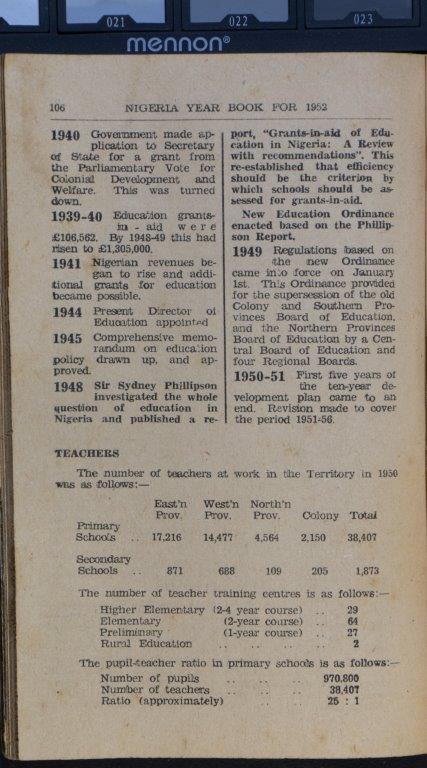 021
022
023
mennon®
106 NIGERIA YEAR BOOK FOR 1952
1940 Government made ap-
plication to Secretary
of State for a grant from
the Parliamentary Vote for
Colonial Development and
Welfare. This was turned
down.
1939-40 Education grants-
in - aid were
£106,562. By 1948-49 this had
risen to £1,305,000.
1941 Nigerian revenues be-
gan to rise and addi-
tional grants for education
became possible.
1944 Present Director of
Education appointed
1945 Comprehensive memo-
randum on education
policy drawn up, and ap-
proved.
1948 Sir Sydney Phillipson
investigated the whole
question of education in
Nigeria and published a re-
port, "Grants-in-aid of Edu-
cation in Nigeria: A Review
with recommendations". This
re-established that efficiency
should be the criterion by
which schools should be as-
sessed for grants-in-aid.
New Education Ordinance
enacted based on the Phillip-
son Report.
1949 Regulations based on
the new Ordinance
came into force on January
1st. This Ordinance provided
for the supersession of the old
Colony and Southern Pro-
vinces Board of Education,
and the Northern Provinces
Board of Education by a Cen-
tral Board of Education and
four Regional Boards.
1950-51 First five years of
the ten-year de-
velopment plan came to an
end. Revision made to cover
the period 1951-56.
TEACHERS
The number of teachers at work in the Territory in 1950
was as follows:—
East'n West'n North'n
Prov. Prov. Prov. Colony Total
Primary
Schools .. 17,216 14,477 4,564 2,150 38,407
Secondary
Schools .. 871 688 109 205 1,873
The number of teacher training centres is as follows:—
Higher Elementary (2-4 year course) .. 29
Elementary (2-year course) .. 64
Preliminary (1-year course) .. 27
Rural Education .. .. .. .. 2
The pupil-teacher ratio in primary schools is as follows:—
Number of pupils .. .. .. 970,800
Number of teachers .. .. .. 38,407
Ratio (approximately) .. .. 25 : 1